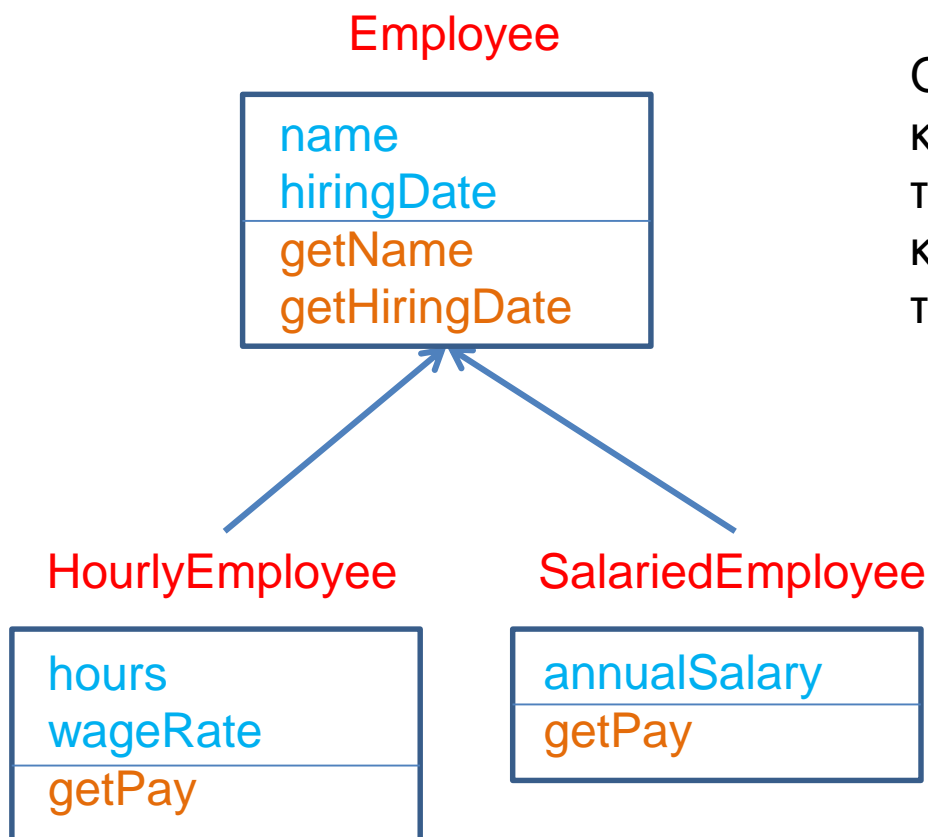 Employee
name
hiringDate
getName
getHiringDate
HourlyEmployee
hours
wageRate
getPay
SalariedEmployee
annualSalary
getPay